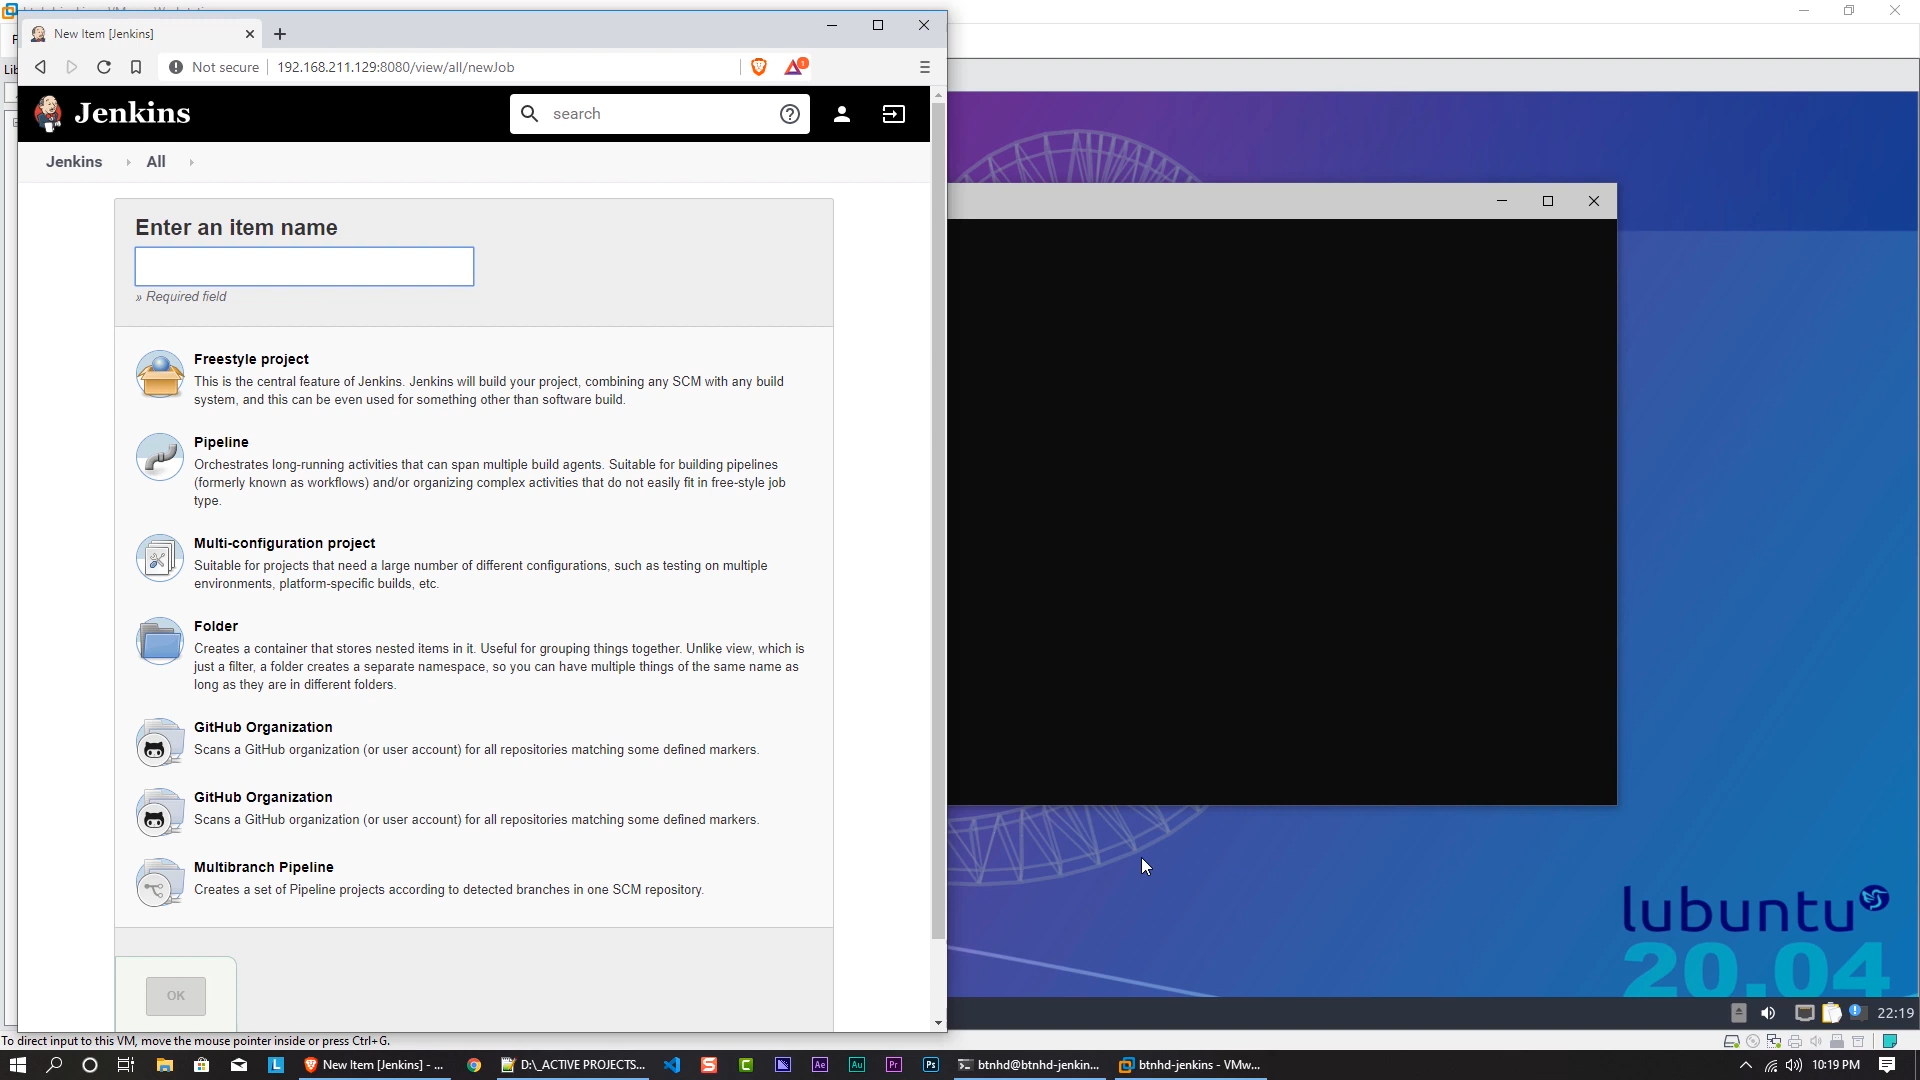 New Item [Jenkins]
Not secure
192.168.211.129:8080/view/all/newJob
1
Lib
Jenkins
search
Jenkins
All
Enter an item name
» Required field
Freestyle project
This is the central feature of Jenkins. Jenkins will build your project, combining any SCM with any build
system, and this can be even used for something other than software build.
Pipeline
Orchestrates long-running activities that can span multiple build agents. Suitable for building pipelines
(formerly known as workflows) and/or organizing complex activities that do not easily fit in free-style job
type.
Multi-configuration project
Suitable for projects that need a large number of different configurations, such as testing on multiple
environments, platform-specific builds, etc.
Folder
Creates a container that stores nested items in it. Useful for grouping things together. Unlike view, which is
just a filter, a folder creates a separate namespace, so you can have multiple things of the same name as
long as they are in different folders.
GitHub Organization
Scans a GitHub organization (or user account) for all repositories matching some defined markers.
GitHub Organization
Scans a GitHub organization (or user account) for all repositories matching some defined markers.
Multibranch Pipeline
Creates a set of Pipeline projects according to detected branches in one SCM repository.
OK
lubuntu
20.04
22:19
To direct input to this VM, move the mouse pointer inside or press Ctrl+G.
L
New Item [Jenkins] - ...
D:\_ACTIVE PROJECTS...
S
C
Ae
Au
Pr
Ps
btnhd@btnhd-jenkin...
btnhd-jenkins - VMw...
10:19 PM